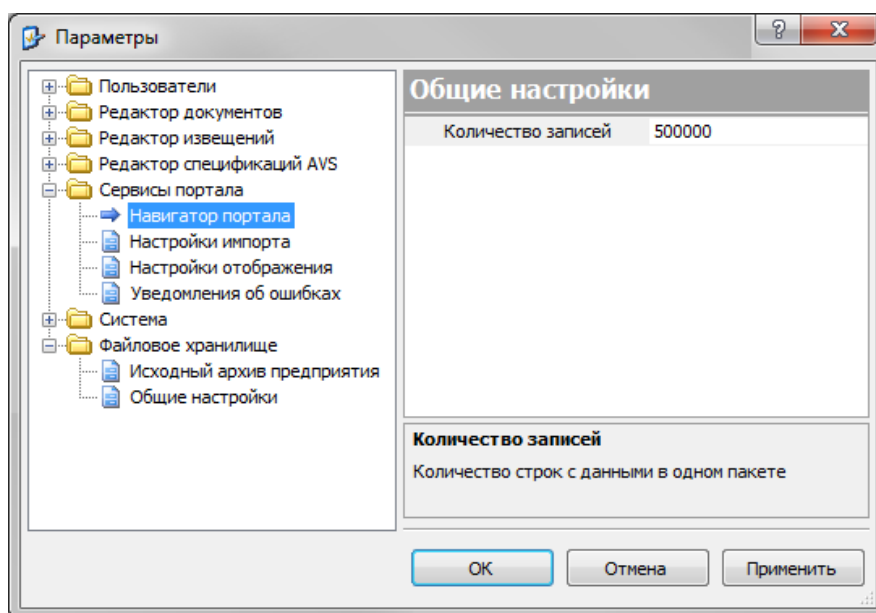 Параметры
Пользователи
Редактор документов
Редактор извещений
Редактор спецификаций AVS
Сервисы портала
Навигатор портала
Настройки импорта
Настройки отображения
Уведомления об ошибках
Система
Файловое хранилище
Исходный архив предприятия
Общие настройки
Общие настройки
Количество записей 500000
Количество записей
Количество строк с данными в одном пакете
ОК Отмена Применить